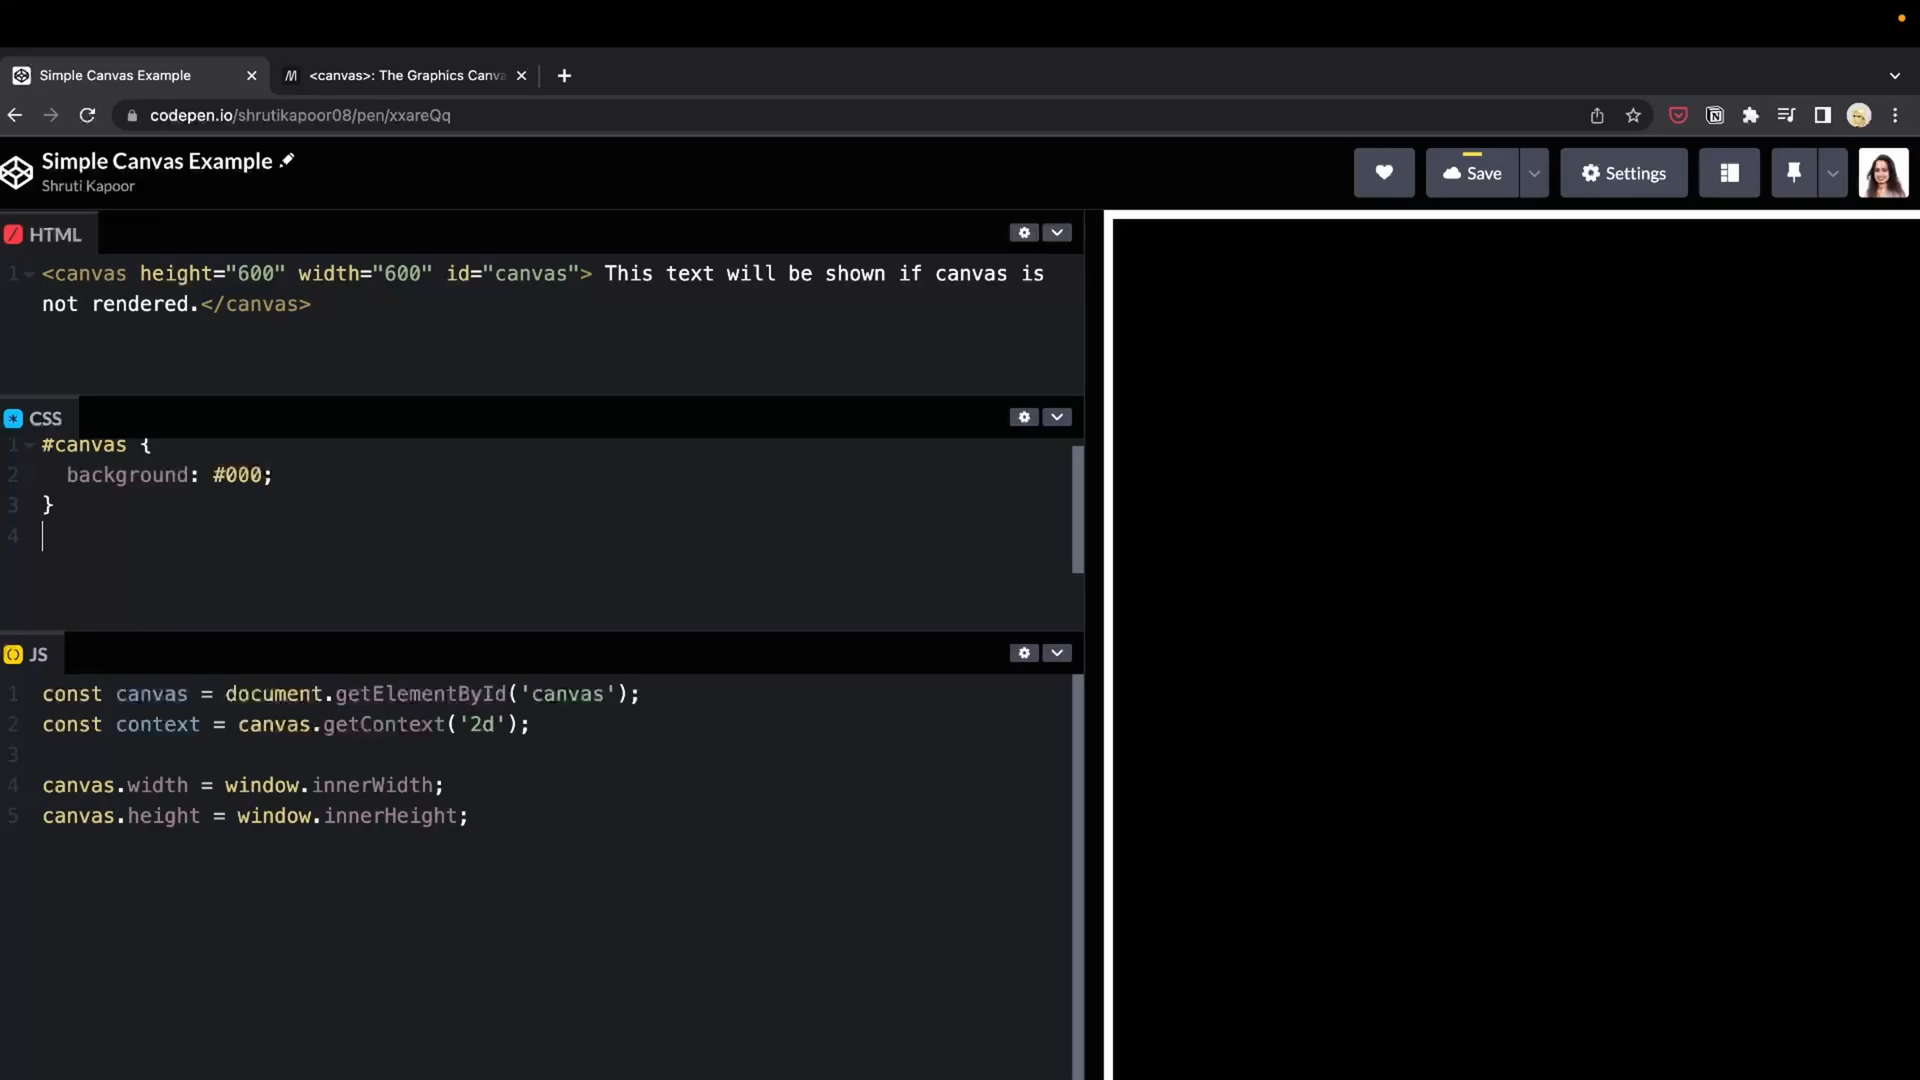 Simple Canvas Example
<canvas>: The Graphics Canva
codepen.io/shrutikapoor08/pen/xxareQq
Simple Canvas Example
Shruti Kapoor
Save
Settings
HTML
1 <canvas height="600" width="600" id="canvas"> This text will be shown if canvas is
not rendered.</canvas>
CSS
1 #canvas {
2 background: #000;
3 }
4
JS
1 const canvas = document.getElementById('canvas');
2 const context = canvas.getContext('2d');
3
4 canvas.width = window.innerWidth;
5 canvas.height = window.innerHeight;